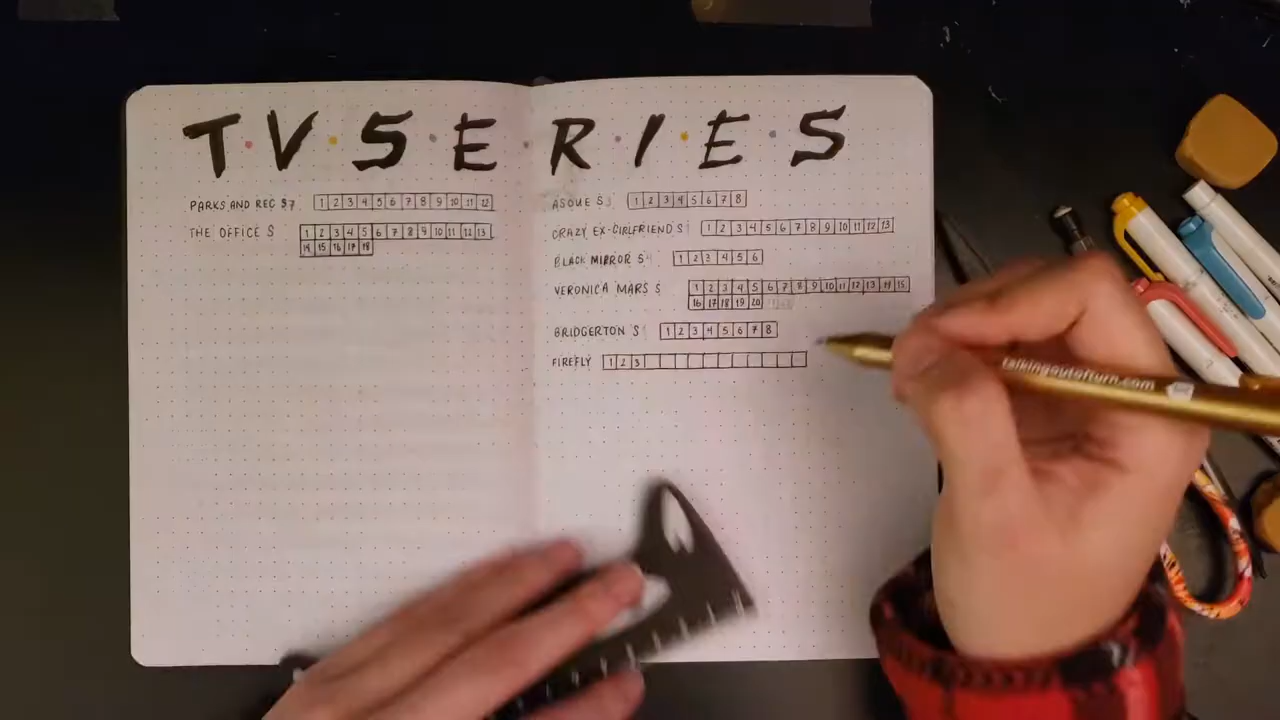 TV SERIES
PARKS AND REC S7 1 2 3 4 5 6 7 8 9 10 11 12
THE OFFICE S 1 2 3 4 5 6 7 8 9 10 11 12 13
14 15 16 17 18
1 2 3 4 5 6 7 8
CRAZY EX-GIRLFRIEND S 1 2 3 4 5 6 7 8 9 10 11 12 13
BLACK MIRROR S 1 2 3 4 5 6
VERONICA MARS S 1 2 3 4 5 6 7 8 9 10 11 12 13 14 15
16 17 18 19 20
BRIDGERTON S 1 2 3 4 5 6 7 8
FIREFLY 1 2 3
talkingoutofturn.com